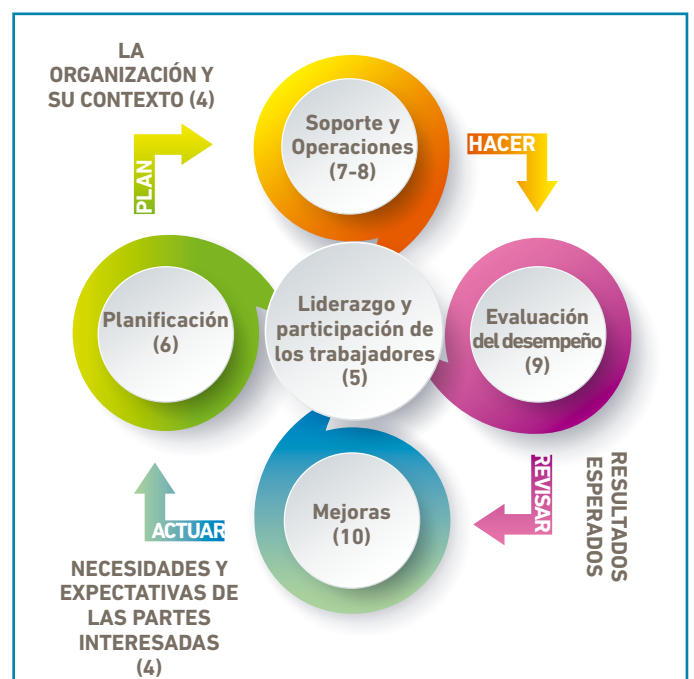 LA
ORGANIZACIÓN Y
SU CONTEXTO (4)
PLAN
Soporte y
Operaciones
(7-8)
HACER
Planificación
(6)
Liderazgo y
participación de
los trabajadores
(5)
Evaluación
del desempeño
(9)
REVISAR
RESULTADOS
ESPERADOS
Mejoras
(10)
ACTUAR
NECESIDADES Y
EXPECTATIVAS DE
LAS PARTES
INTERESADAS
(4)